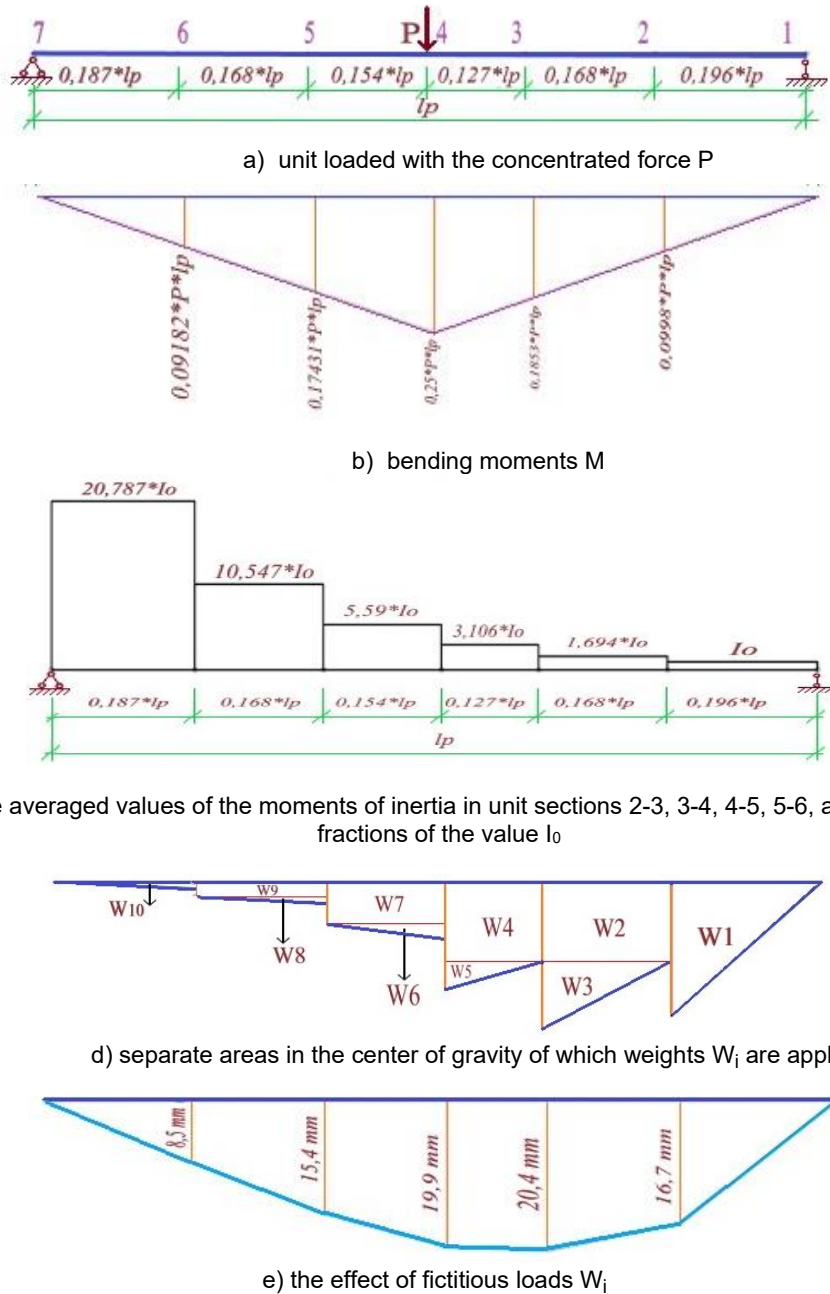 7 6 5 P 4 3 2 1
0,187*lp 0,168*lp 0,154*lp 0,127*lp 0,168*lp 0,196*lp
lp
a) unit loaded with the concentrated force P
0,09182*P*lp 0,17431*P*lp 0,25*P*lp 0,1853*P*lp 0,0998*P*lp
b) bending moments M
20,787*Io
10,547*Io
5,59*Io
3,106*Io
1,694*Io
Io
0,187*lp 0,168*lp 0,154*lp 0,127*lp 0,168*lp 0,196*lp
lp
averaged values of the moments of inertia in unit sections 2-3, 3-4, 4-5, 5-6, a
fractions of the value I₀
W10 W9 W8 W7 W6 W4 W5 W2 W3 W1
d) separate areas in the center of gravity of which weights Wᵢ are appl
8,5 mm 15,4 mm 19,9 mm 20,4 mm 16,7 mm
e) the effect of fictitious loads Wᵢ